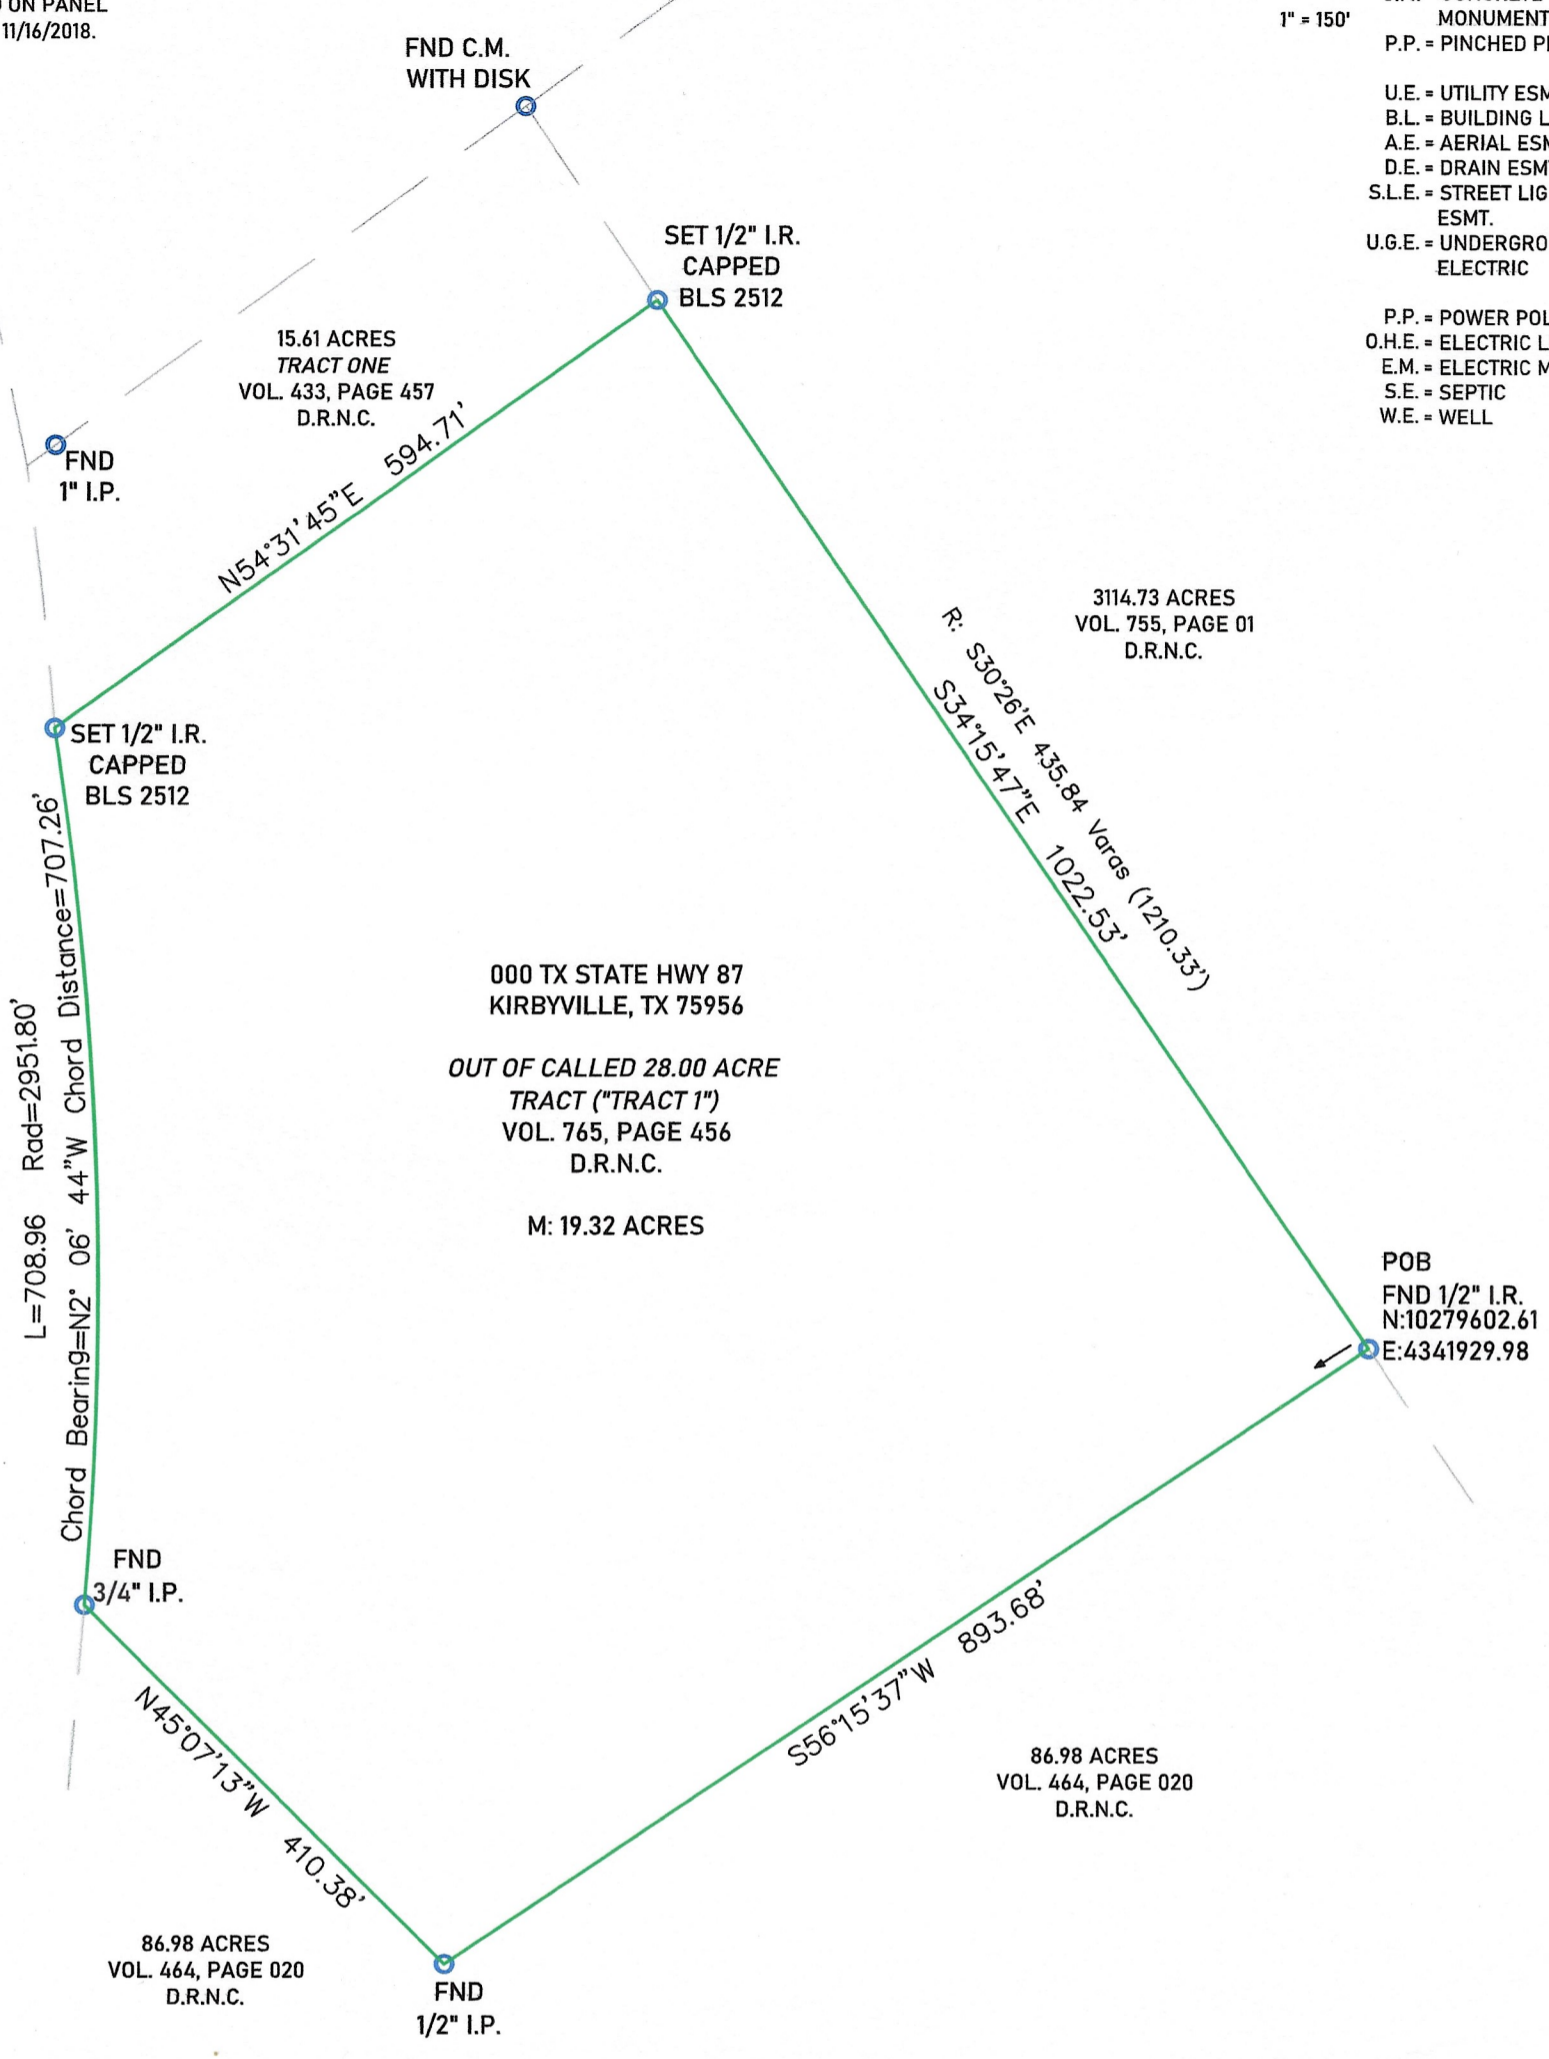 ON PANEL
11/16/2018.
1" = 150'
MONUMENT
P.P. = PINCHED
U.E. = UTILITY
B.L. = BUILDING
A.E. = AERIAL
D.E. = DRAIN
S.L.E. = STREET
ESMT.
U.G.E. =
ELECTRIC
P.P. = POWER
O.H.E. = ELECTRIC
E.M. = ELECTRIC
S.E. = SEPTIC
W.E. = WELL
FND C.M.
WITH DISK
SET 1/2" I.R.
CAPPED
BLS 2512
15.61 ACRES
TRACT ONE
VOL. 433, PAGE 457
D.R.N.C.
FND
1" I.P.
N54°31'45"E 594.71'
3114.73 ACRES
VOL. 755, PAGE 01
D.R.N.C.
R: S30°26'E 435.84 Varas (1210.33')
S34°15'47"E 1022.53'
SET 1/2" I.R.
CAPPED
BLS 2512
L=708.96 Rad=2951.80'
Chord Bearing=N2° 06' 44"W Chord Distance=707.26'
000 TX STATE HWY 87
KIRBYVILLE, TX 75956
OUT OF CALLED 28.00 ACRE
TRACT ("TRACT 1")
VOL. 765, PAGE 456
D.R.N.C.
M: 19.32 ACRES
POB
FND 1/2" I.R.
N:10279602.61
E:4341929.98
FND
3/4" I.P.
N45°07'13"W 410.38'
S56°15'37"W 893.68'
86.98 ACRES
VOL. 464, PAGE 020
D.R.N.C.
86.98 ACRES
VOL. 464, PAGE 020
D.R.N.C.
FND
1/2" I.P.